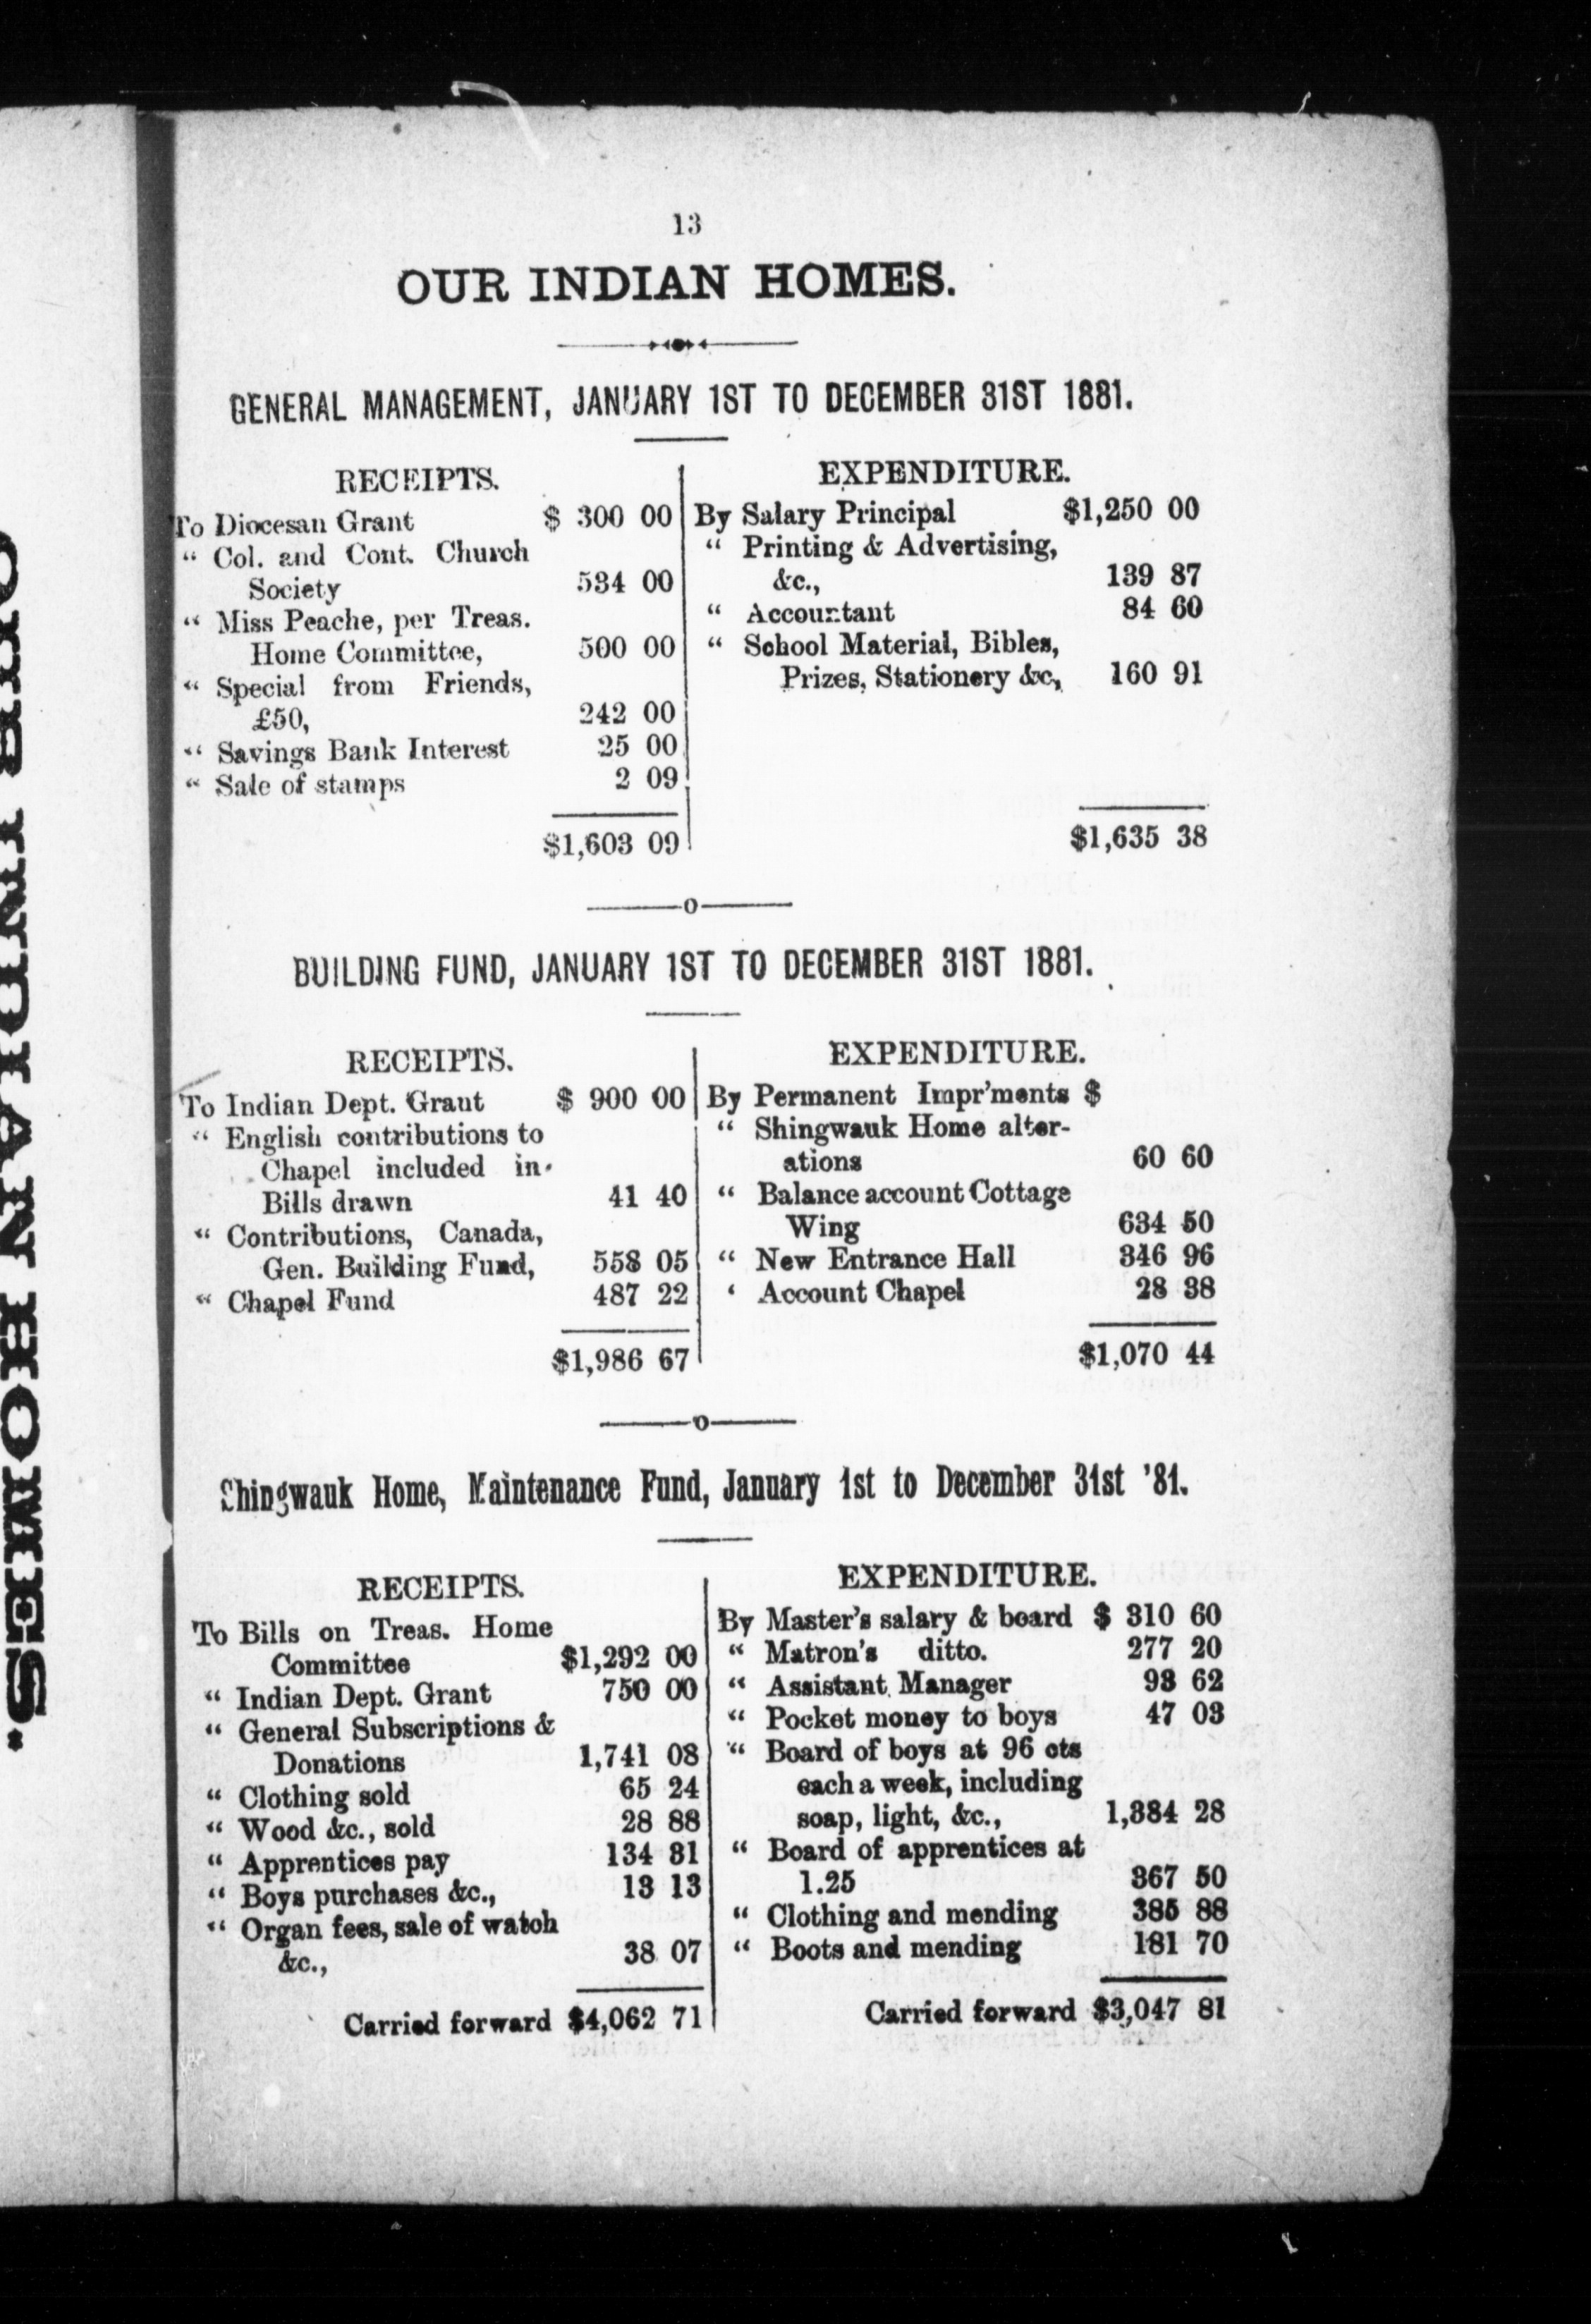 13
OUR INDIAN HOMES.
GENERAL MANAGEMENT, JANUARY 1ST TO DECEMBER 31ST 1881.
RECEIPTS.
To Diocesan Grant $ 300 00
“ Col. and Cont. Church
Society 534 00
“ Miss Peache, per Treas.
Home Committee, 500 00
“ Special from Friends,
£50, 242 00
“ Savings Bank Interest 25 00
“ Sale of stamps 2 09
$1,603 09
EXPENDITURE.
By Salary Principal $1,250 00
“ Printing & Advertising,
&c., 139 87
“ Accountant 84 60
“ School Material, Bibles,
Prizes, Stationery &c, 160 91
$1,635 38
o
BUILDING FUND, JANUARY 1ST TO DECEMBER 31ST 1881.
RECEIPTS.
To Indian Dept. Grant $ 900 00
“ English contributions to
Chapel included in-
Bills drawn 41 40
“ Contributions, Canada,
Gen. Building Fund, 558 05
“ Chapel Fund 487 22
$1,986 67
EXPENDITURE.
By Permanent Impr'ments $
“ Shingwauk Home alter-
ations 60 60
“ Balance account Cottage
Wing 634 50
“ New Entrance Hall 346 96
‘ Account Chapel 28 38
$1,070 44
o
Shingwauk Home, Maintenance Fund, January 1st to December 31st '81.
RECEIPTS.
To Bills on Treas. Home
Committee $1,292 00
“ Indian Dept. Grant 750 00
“ General Subscriptions &
Donations 1,741 08
“ Clothing sold 65 24
“ Wood &c., sold 28 88
“ Apprentices pay 134 31
“ Boys purchases &c., 13 13
“ Organ fees, sale of watch
&c., 38 07
Carried forward $4,062 71
EXPENDITURE.
By Master's salary & board $ 310 60
“ Matron's ditto. 277 20
“ Assistant Manager 93 62
“ Pocket money to boys 47 03
“ Board of boys at 96 cts
each a week, including
soap, light, &c., 1,384 28
“ Board of apprentices at
1.25 367 50
“ Clothing and mending 385 88
“ Boots and mending 181 70
Carried forward $3,047 81
OUR INDIAN HOMES.